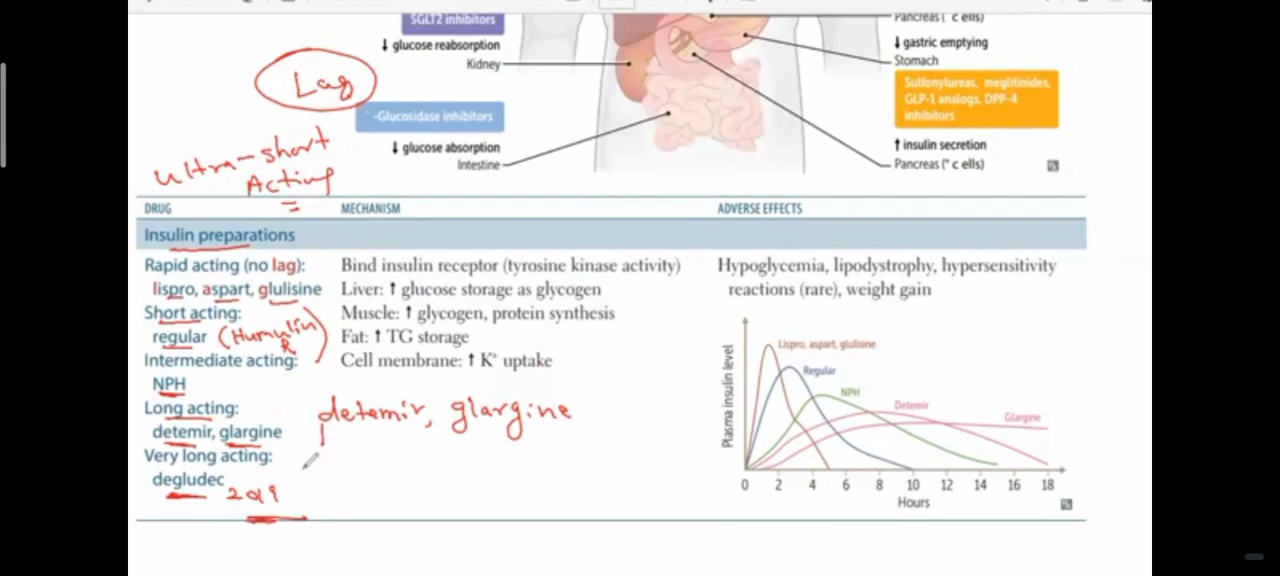 SGLT2 inhibitors
↓ glucose reabsorption
Kidney
Lag
-Glucosidase inhibitors
↓ glucose absorption
Intestine
Pancreas (  c ells)
↓ gastric emptying
Stomach
Sulfonylureas, meglitinides,
GLP-1 analogs, DPP-4
inhibitors
↑ insulin secretion
Pancreas (" c ells)
Ultra-short
Acting
DRUG MECHANISM ADVERSE EFFECTS
Insulin preparations
Rapid acting (no lag):
lispro, aspart, glulisine
Short acting:
regular (Humulin
R)
Intermediate acting:
NPH
Long acting:
detemir, glargine
Very long acting:
degludec
detemir, glargine
Bind insulin receptor (tyrosine kinase activity)
Liver: ↑ glucose storage as glycogen
Muscle: ↑ glycogen, protein synthesis
Fat: ↑ TG storage
Cell membrane: ↑ K⁺ uptake
Hypoglycemia, lipodystrophy, hypersensitivity
reactions (rare), weight gain
Plasma insulin level
Lispro, aspart, glulisine
Regular
NPH
Detemir
Glargine
0 2 4 6 8 10 12 14 16 18
Hours